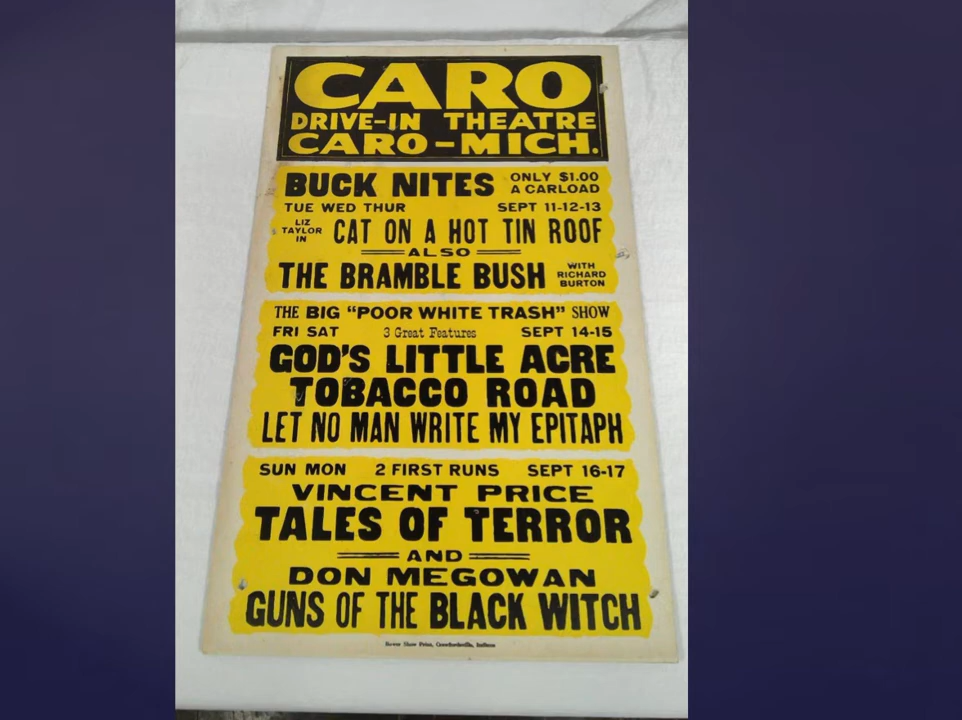 CARO
DRIVE-IN THEATRE
CARO-MICH.
BUCK NITES ONLY $1.00 A CARLOAD
TUE WED THUR SEPT 11-12-13
LIZ TAYLOR IN CAT ON A HOT TIN ROOF
ALSO
THE BRAMBLE BUSH WITH RICHARD BURTON
THE BIG "POOR WHITE TRASH" SHOW
FRI SAT 3 Great Features SEPT 14-15
GOD'S LITTLE ACRE
TOBACCO ROAD
LET NO MAN WRITE MY EPITAPH
SUN MON 2 FIRST RUNS SEPT 16-17
VINCENT PRICE
TALES OF TERROR
AND
DON MEGOWAN
GUNS OF THE BLACK WITCH
Show Print, Crawfordsville, Indiana